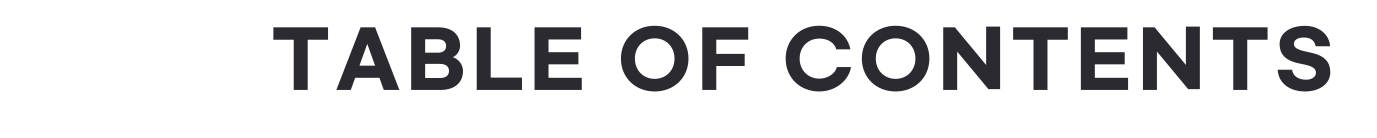 TABLE OF CONTENTS